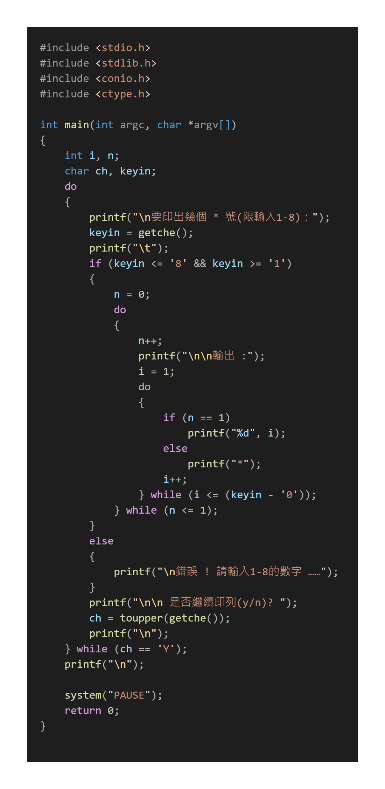 #include <stdio.h>
#include <stdlib.h>
#include <conio.h>
#include <ctype.h>
int main(int argc, char *argv[])
{
int i, n;
char ch, keyin;
do
{
printf("\n要印出幾個 * 號(限輸入1-8)：");
keyin = getche();
printf("\t");
if (keyin <= '8' && keyin >= '1')
{
n = 0;
do
{
n++;
printf("\n\n輸出 :");
i = 1;
do
{
if (n == 1)
printf("%d", i);
else
printf("*");
i++;
} while (i <= (keyin - '0'));
} while (n <= 1);
}
else
{
printf("\n錯誤 ! 請輸入1-8的數字 ……");
}
printf("\n\n 是否繼續印列(y/n)? ");
ch = toupper(getche());
printf("\n");
} while (ch == 'Y');
printf("\n");
system("PAUSE");
return 0;
}